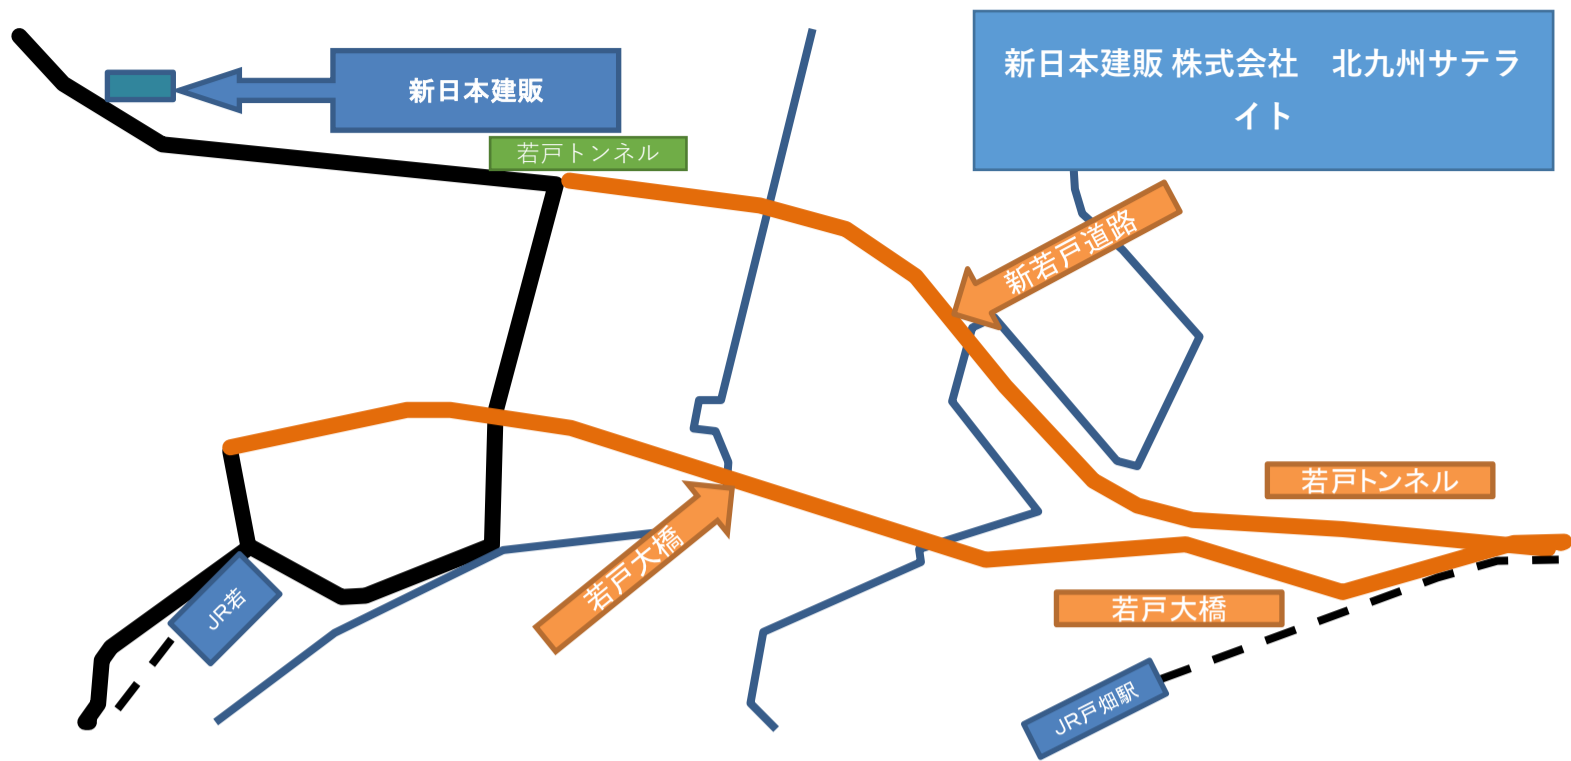 新日本建販 株式会社　北九州サテラ
イト
新日本建販
若戸トンネル
新若戸道路
若戸トンネル
若戸大橋
若戸大橋
JR若
JR戸畑駅